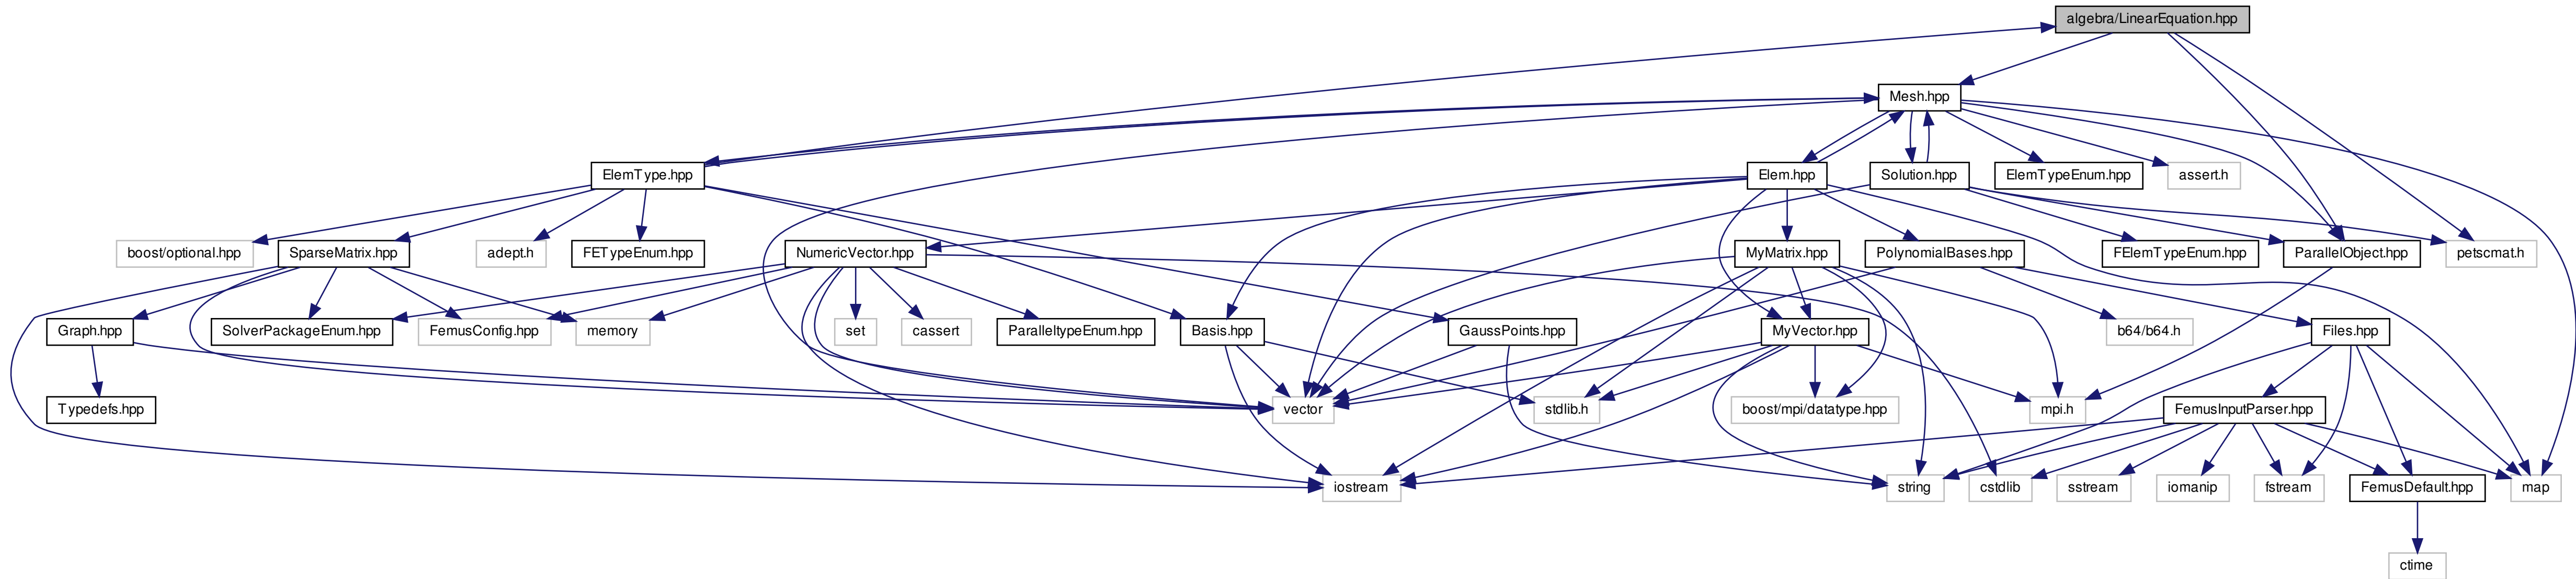 algebra/LinearEquation.hpp
Mesh.hpp
ElemType.hpp
Elem.hpp
Solution.hpp
ElemTypeEnum.hpp
assert.h
boost/optional.hpp
SparseMatrix.hpp
adept.h
FETypeEnum.hpp
NumericVector.hpp
MyMatrix.hpp
PolynomialBases.hpp
FElemTypeEnum.hpp
ParallelObject.hpp
petscmat.h
Graph.hpp
SolverPackageEnum.hpp
FemusConfig.hpp
memory
set
cassert
ParalleltypeEnum.hpp
Basis.hpp
GaussPoints.hpp
MyVector.hpp
b64/b64.h
Files.hpp
Typedefs.hpp
vector
stdlib.h
boost/mpi/datatype.hpp
mpi.h
FemusInputParser.hpp
iostream
string
cstdlib
sstream
iomanip
fstream
FemusDefault.hpp
map
ctime